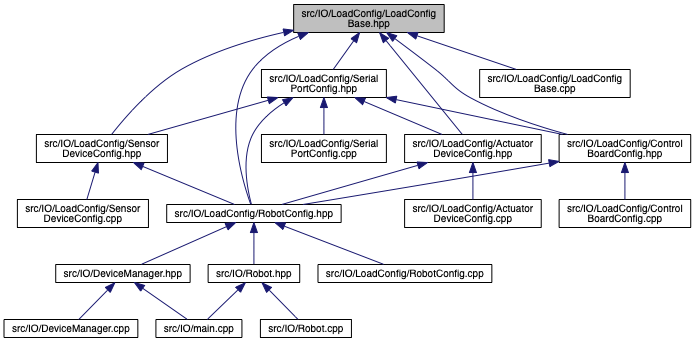 src/IO/LoadConfig/LoadConfig
Base.hpp
src/IO/LoadConfig/Serial
PortConfig.hpp
src/IO/LoadConfig/LoadConfig
Base.cpp
src/IO/LoadConfig/Sensor
DeviceConfig.hpp
src/IO/LoadConfig/Serial
PortConfig.cpp
src/IO/LoadConfig/Actuator
DeviceConfig.hpp
src/IO/LoadConfig/Control
BoardConfig.hpp
src/IO/LoadConfig/Sensor
DeviceConfig.cpp
src/IO/LoadConfig/RobotConfig.hpp
src/IO/LoadConfig/Actuator
DeviceConfig.cpp
src/IO/LoadConfig/Control
BoardConfig.cpp
src/IO/DeviceManager.hpp
src/IO/Robot.hpp
src/IO/LoadConfig/RobotConfig.cpp
src/IO/DeviceManager.cpp
src/IO/main.cpp
src/IO/Robot.cpp